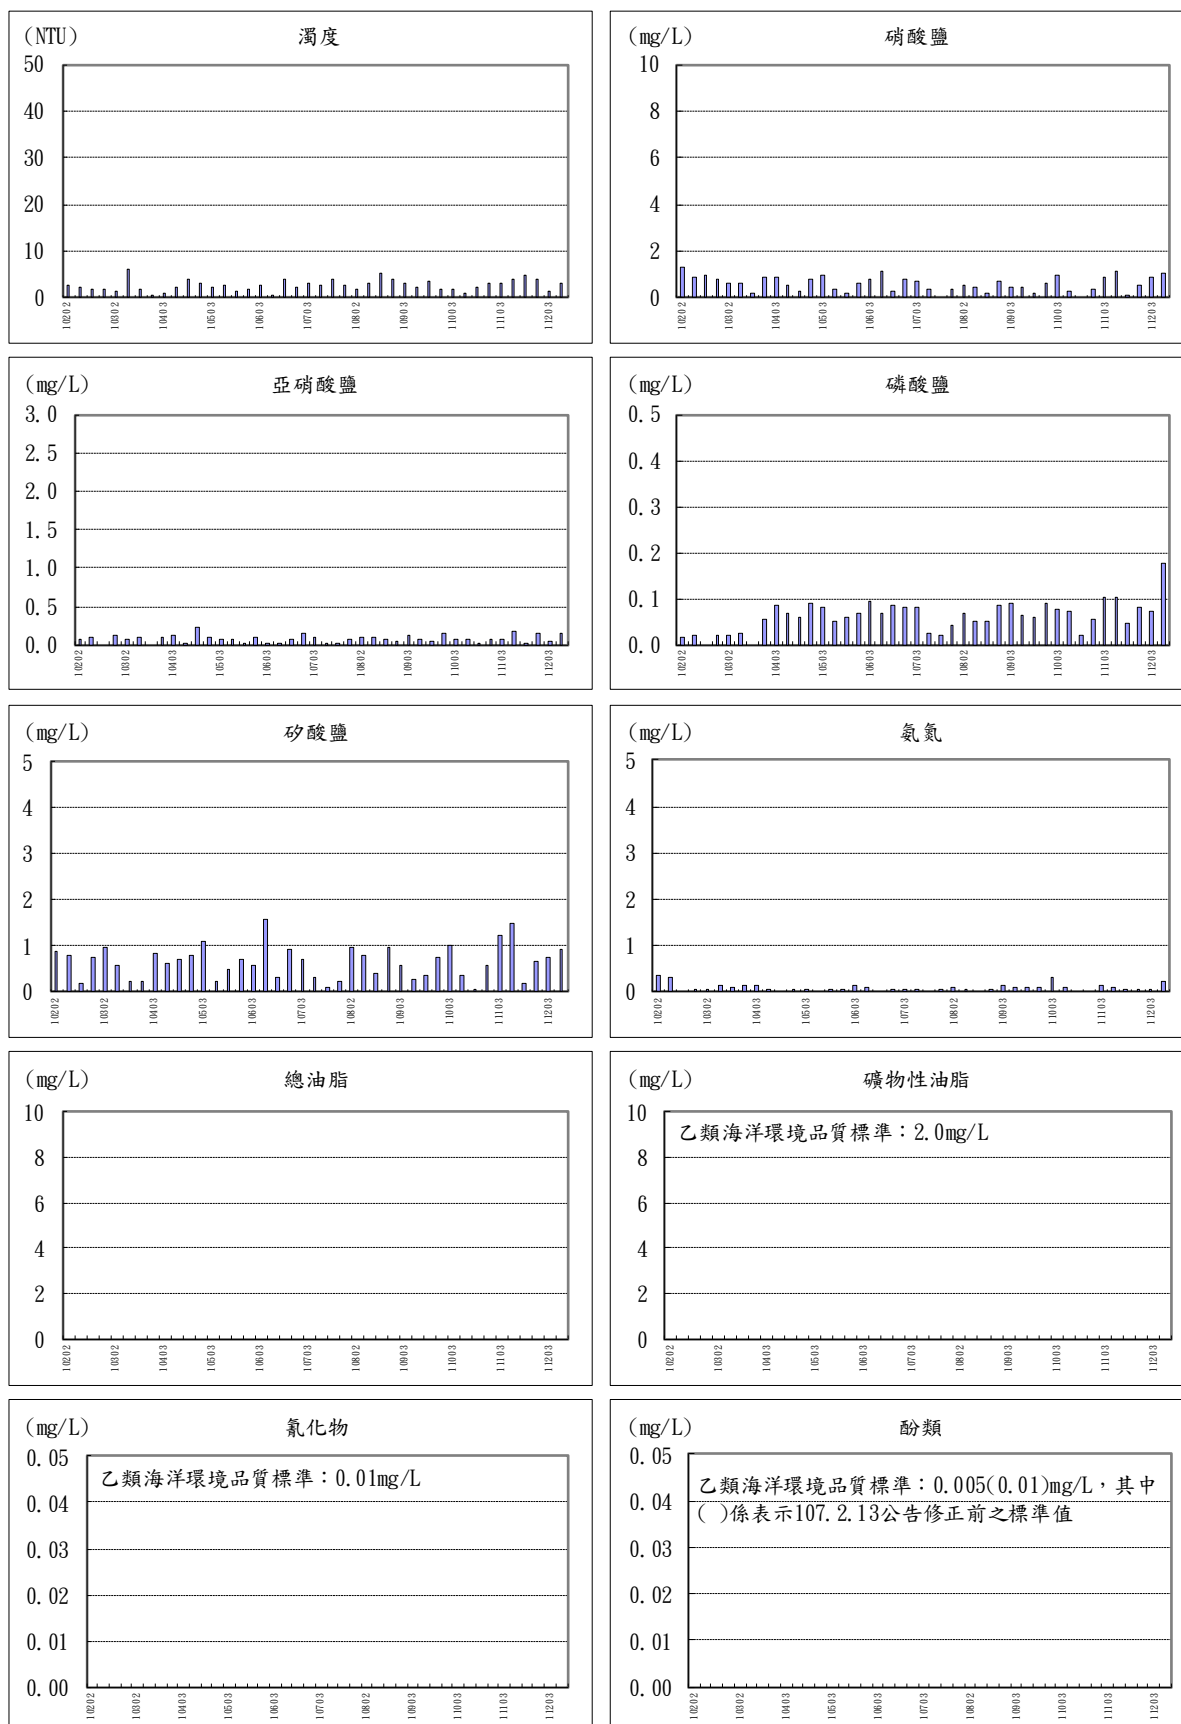 (NTU) 濁度
50
40
30
20
10
0
10202 10302 10403 10503 10603 10703 10802 10903 11003 11103 11203
(mg/L) 硝酸鹽
10
8
6
4
2
0
10202 10302 10403 10503 10603 10703 10802 10903 11003 11103 11203
(mg/L) 亞硝酸鹽
3.0
2.5
2.0
1.5
1.0
0.5
0.0
10202 10302 10403 10503 10603 10703 10802 10903 11003 11103 11203
(mg/L) 磷酸鹽
0.5
0.4
0.3
0.2
0.1
0.0
10202 10302 10403 10503 10603 10703 10802 10903 11003 11103 11203
(mg/L) 矽酸鹽
5
4
3
2
1
0
10202 10302 10403 10503 10603 10703 10802 10903 11003 11103 11203
(mg/L) 氨氮
5
4
3
2
1
0
10202 10302 10403 10503 10603 10703 10802 10903 11003 11103 11203
(mg/L) 總油脂
10
8
6
4
2
0
10202 10302 10403 10503 10603 10703 10802 10903 11003 11103 11203
(mg/L) 礦物性油脂
乙類海洋環境品質標準：2.0mg/L
10
8
6
4
2
0
10202 10302 10403 10503 10603 10703 10802 10903 11003 11103 11203
(mg/L) 氰化物
乙類海洋環境品質標準：0.01mg/L
0.05
0.04
0.03
0.02
0.01
0.00
10202 10302 10403 10503 10603 10703 10802 10903 11003 11103 11203
(mg/L) 酚類
乙類海洋環境品質標準：0.005(0.01)mg/L，其中
( )係表示107.2.13公告修正前之標準值
0.05
0.04
0.03
0.02
0.01
0.00
10202 10302 10403 10503 10603 10703 10802 10903 11003 11103 11203